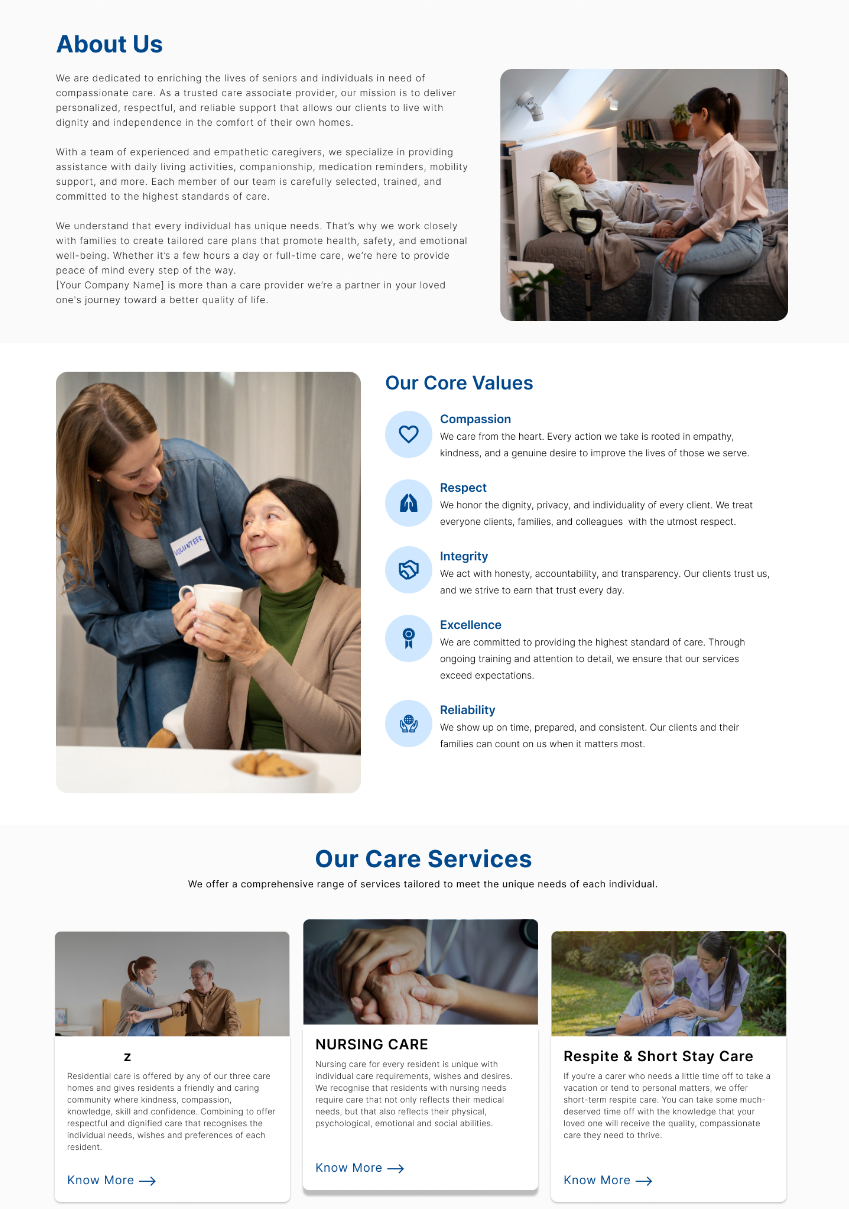 About Us
We are dedicated to enriching the lives of seniors and individuals in need of
compassionate care. As a trusted care associate provider, our mission is to deliver
personalized, respectful, and reliable support that allows our clients to live with
dignity and independence in the comfort of their own homes.
With a team of experienced and empathetic caregivers, we specialize in providing
assistance with daily living activities, companionship, medication reminders, mobility
support, and more. Each member of our team is carefully selected, trained, and
committed to the highest standards of care.
We understand that every individual has unique needs. That's why we work closely
with families to create tailored care plans that promote health, safety, and emotional
well-being. Whether it's a few hours a day or full-time care, we're here to provide
peace of mind every step of the way.
[Your Company Name] is more than a care provider we're a partner in your loved
one's journey toward a better quality of life.
VOLUNTEER
Our Core Values
Compassion
We care from the heart. Every action we take is rooted in empathy,
kindness, and a genuine desire to improve the lives of those we serve.
Respect
We honor the dignity, privacy, and individuality of every client. We treat
everyone clients, families, and colleagues  with the utmost respect.
Integrity
We act with honesty, accountability, and transparency. Our clients trust us,
and we strive to earn that trust every day.
Excellence
We are committed to providing the highest standard of care. Through
ongoing training and attention to detail, we ensure that our services
exceed expectations.
Reliability
We show up on time, prepared, and consistent. Our clients and their
families can count on us when it matters most.
Our Care Services
We offer a comprehensive range of services tailored to meet the unique needs of each individual.
z
Residential care is offered by any of our three care
homes and gives residents a friendly and caring
community where kindness, compassion,
knowledge, skill and confidence. Combining to offer
respectful and dignified care that recognises the
individual needs, wishes and preferences of each
resident.
Know More
NURSING CARE
Nursing care for every resident is unique with
individual care requirements, wishes and desires.
We recognise that residents with nursing needs
require care that not only reflects their medical
needs, but that also reflects their physical,
psychological, emotional and social abilities.
Know More
Respite & Short Stay Care
If you're a carer who needs a little time off to take a
vacation or tend to personal matters, we offer
short-term respite care. You can take some much-
deserved time off with the knowledge that your
loved one will receive the quality, compassionate
care they need to thrive.
Know More